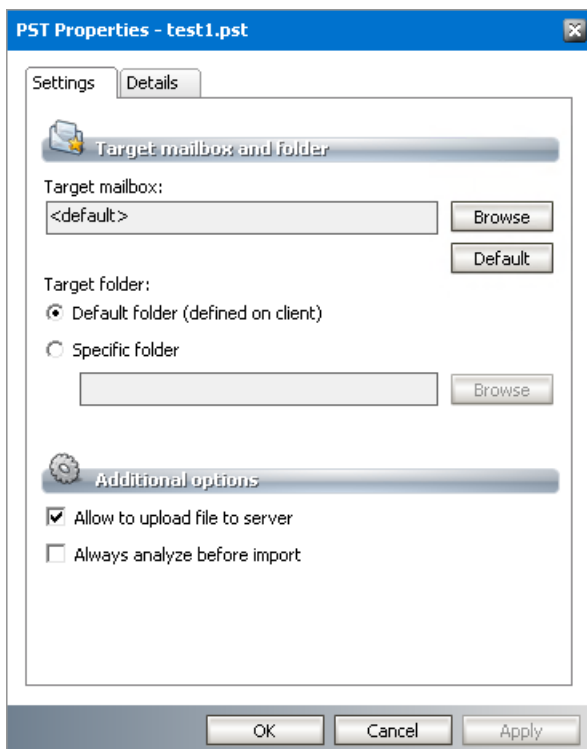 PST Properties - test1.pst
Settings Details
Target mailbox and folder
Target mailbox:
<default> Browse
Default
Target folder:
Default folder (defined on client)
Specific folder
Browse
Additional options
Allow to upload file to server
Always analyze before import
OK Cancel Apply